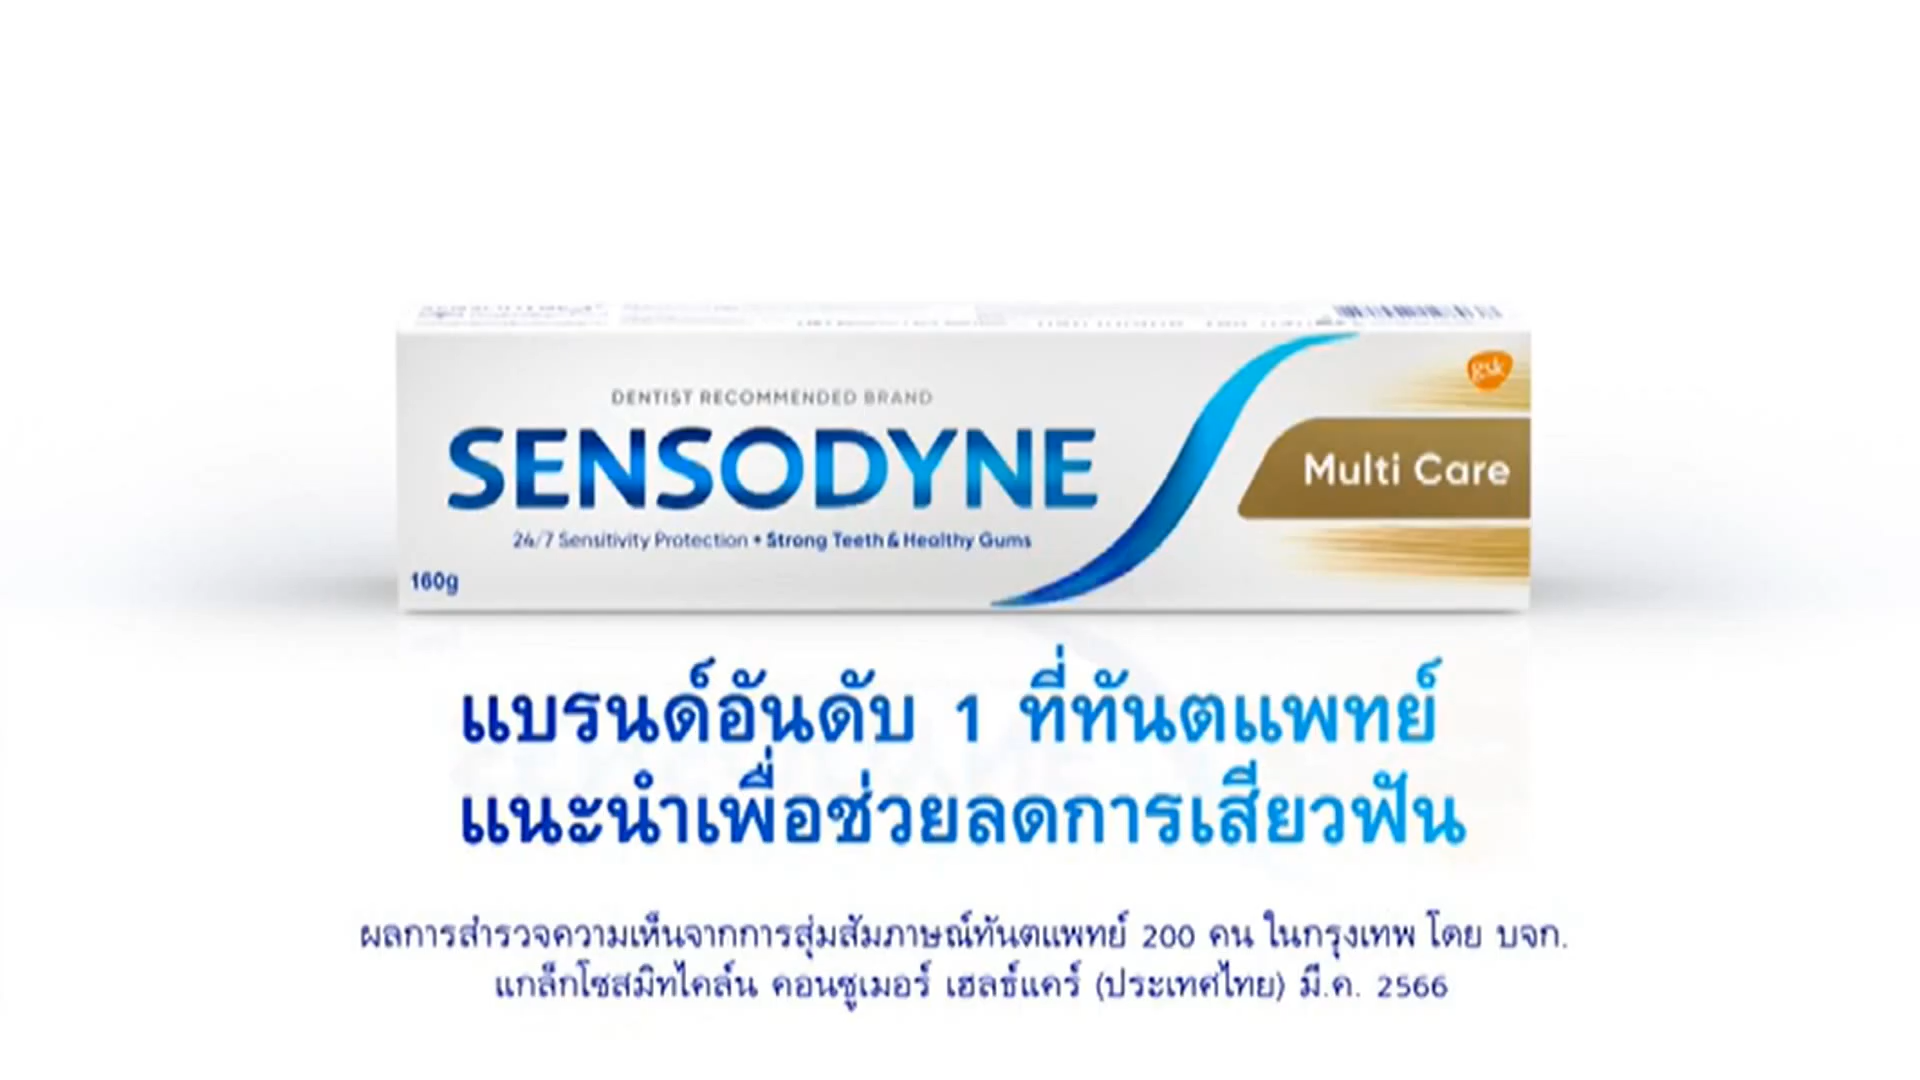 DENTIST RECOMMENDED BRAND
SENSODYNE
24/7 Sensitivity Protection • Strong Teeth & Healthy Gums
160g
gsk
Multi Care
แบรนด์อันดับ 1 ที่ทันตแพทย์
แนะนำเพื่อช่วยลดการเสียวฟัน
ผลการสำรวจความเห็นจากการสุ่มสัมภาษณ์ทันตแพทย์ 200 คน ในกรุงเทพ โดย บจก.
แกล็กโซสมิทไคล์น คอนซูเมอร์ เฮลธ์แคร์ (ประเทศไทย) มี.ค. 2566